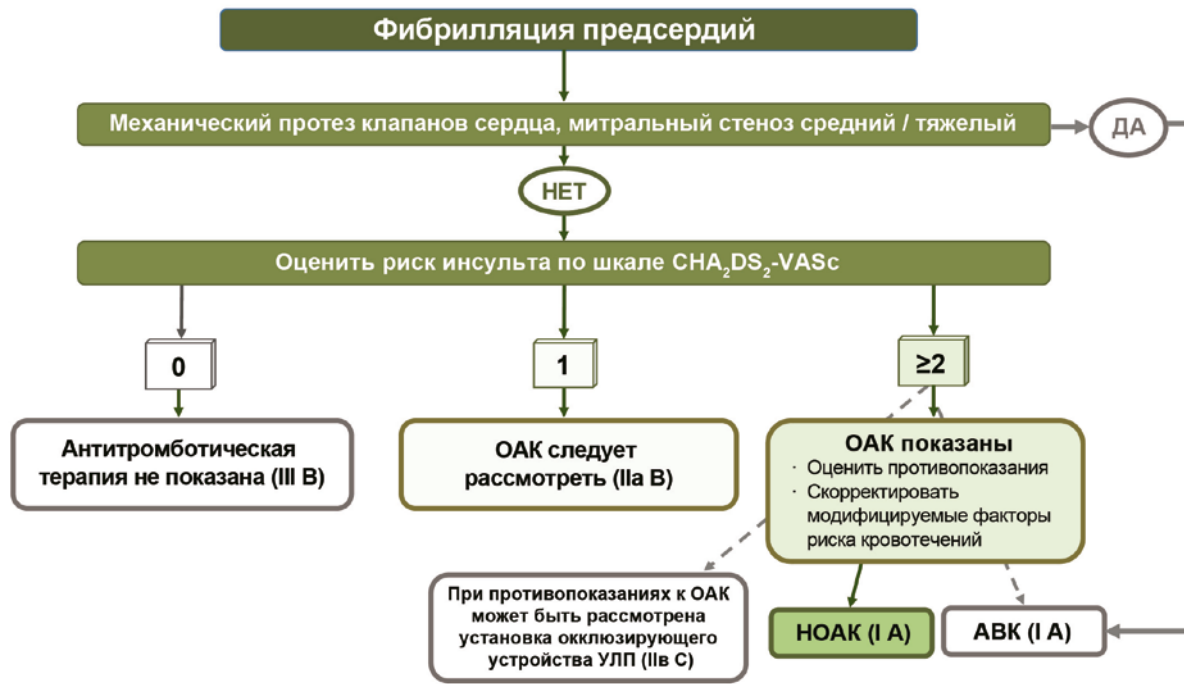 Фибрилляция предсердий
Механический протез клапанов сердца, митральный стеноз средний / тяжелый
ДА
НЕТ
Оценить риск инсульта по шкале CHA₂DS₂-VASc
0
1
≥2
Антитромботическая
терапия не показана (III B)
ОАК следует
рассмотреть (IIa B)
ОАК показаны
· Оценить противопоказания
· Скорректировать
модифицируемые факторы
риска кровотечений
При противопоказаниях к ОАК
может быть рассмотрена
установка окклюзирующего
устройства УЛП (IIв C)
НОАК (I A)
АВК (I A)